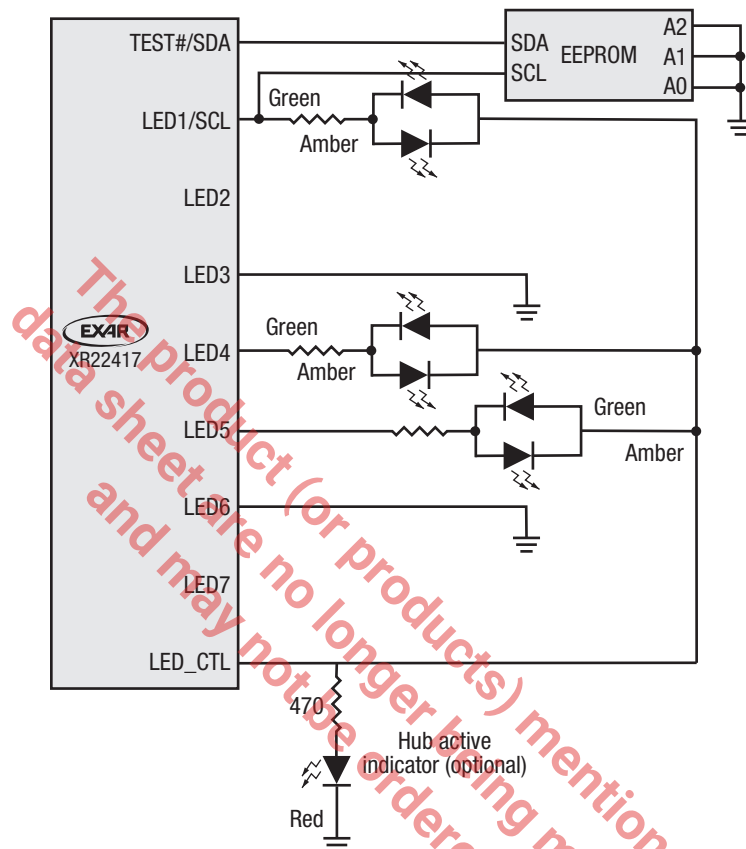 TEST#/SDA
SDA
EEPROM
A2
A1
A0
SCL
Green
LED1/SCL
Amber
LED2
LED3
EXAR
XR22417
Green
LED4
Amber
LED5
Green
Amber
LED6
LED7
LED_CTL
470
Hub active
indicator (optional)
Red
The product (or products) mention
data sheet are no longer being m
and may not be ordere